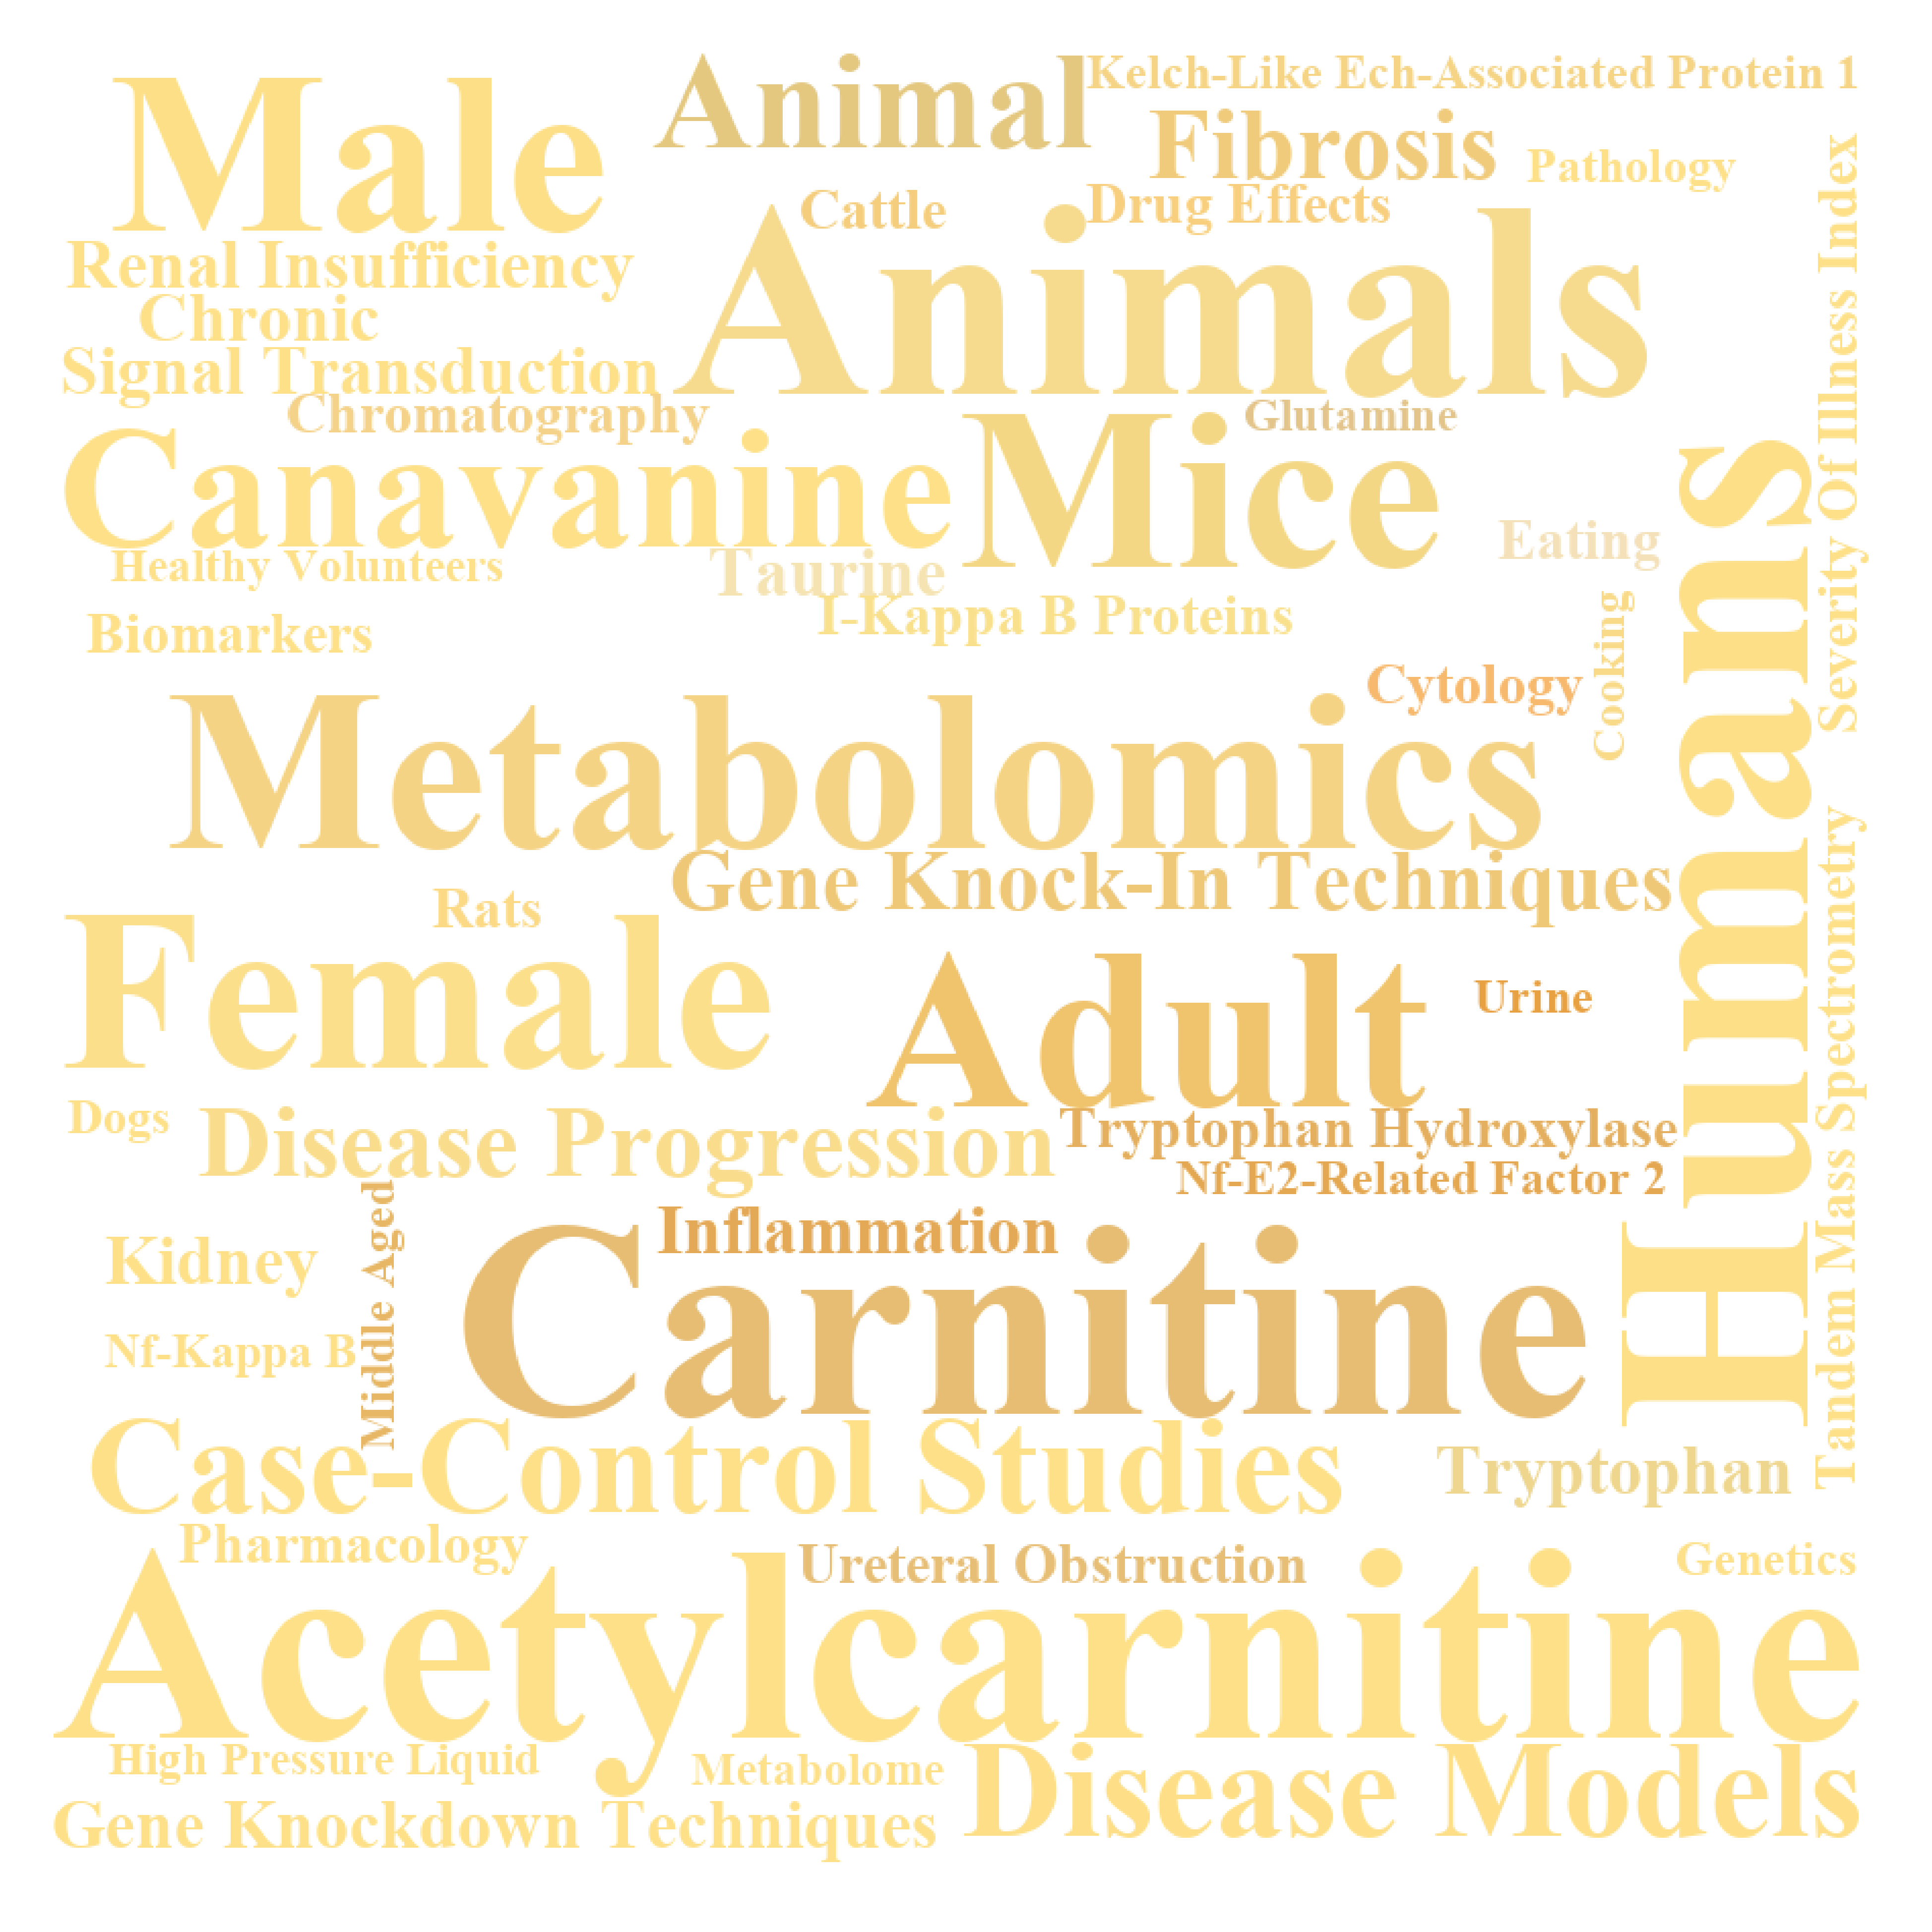 Male
Animal
Kelch-Like Ech-Associated Protein 1
Fibrosis
Pathology
Cattle
Drug Effects
Animals
Renal Insufficiency
Chronic
Signal Transduction
Severity Of Illness Index
Chromatography
Glutamine
Canavanine
Mice
Humans
Healthy Volunteers
Taurine
Eating
I-Kappa B Proteins
Biomarkers
Cooking
Cytology
Metabolomics
Gene Knock-In Techniques
Rats
Tandem Mass Spectrometry
Female
Adult
Urine
Dogs
Disease Progression
Tryptophan Hydroxylase
Nf-E2-Related Factor 2
Middle Aged
Inflammation
Kidney
Carnitine
Nf-Kappa B
Case-Control Studies
Tryptophan
Pharmacology
Ureteral Obstruction
Genetics
Acetylcarnitine
High Pressure Liquid
Metabolome
Disease Models
Gene Knockdown Techniques